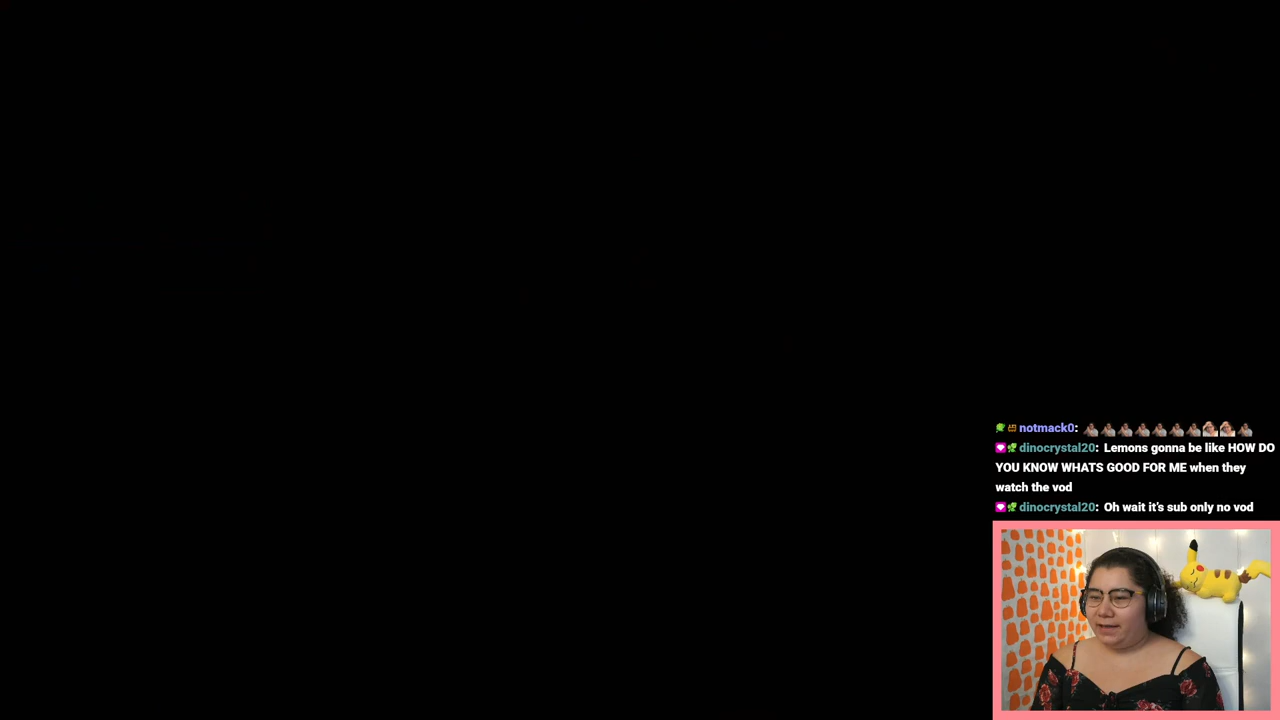 notmack0:
dinocrystal20: Lemons gonna be like HOW DO
YOU KNOW WHATS GOOD FOR ME when they
watch the vod
dinocrystal20: Oh wait it's sub only no vod